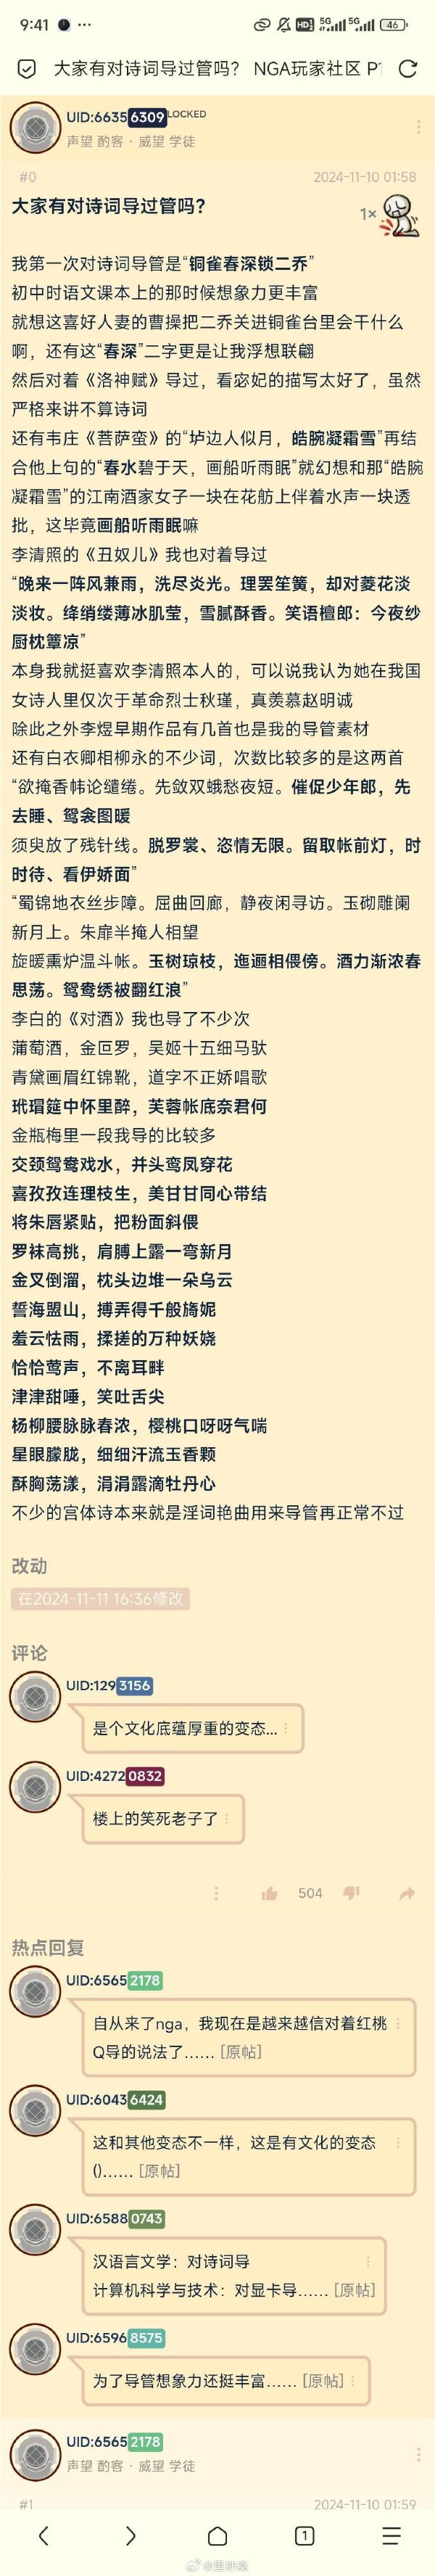 9:41
HD
5G
5G
46
大家有对诗词导过管吗? NGA玩家社区 P1
UID:66356309LOCKED
声望 酌客·威望 学徒
#0
2024-11-10 01:58
大家有对诗词导过管吗?
1×
我第一次对诗词导管是“铜雀春深锁二乔”
初中时语文课本上的那时候想象力更丰富
就想这喜好人妻的曹操把二乔关进铜雀台里会干什么
啊，还有这“春深”二字更是让我浮想联翩
然后对着《洛神赋》导过，看宓妃的描写太好了，虽然
严格来讲不算诗词
还有韦庄《菩萨蛮》的“垆边人似月，皓腕凝霜雪”再结
合他上句的“春水碧于天，画船听雨眠”就幻想和那“皓腕
凝霜雪”的江南酒家女子一块在花舫上伴着水声一块透
批，这毕竟画船听雨眠嘛
李清照的《丑奴儿》我也对着导过
“晚来一阵风兼雨，洗尽炎光。理罢笙簧，却对菱花淡
淡妆。绛绡缕薄冰肌莹，雪腻酥香。笑语檀郎：今夜纱
厨枕簟凉”
本身我就挺喜欢李清照本人的，可以说我认为她在我国
女诗人里仅次于革命烈士秋瑾，真羡慕赵明诚
除此之外李煜早期作品有几首也是我的导管素材
还有白衣卿相柳永的不少词，次数比较多的是这两首
“欲掩香帏论缱绻。先敛双蛾愁夜短。催促少年郎，先
去睡、鸳衾图暖
须臾放了残针线。脱罗裳、恣情无限。留取帐前灯，时
时待、看伊娇面”
“蜀锦地衣丝步障。屈曲回廊，静夜闲寻访。玉砌雕阑
新月上。朱扉半掩人相望
旋暖熏炉温斗帐。玉树琼枝，迤逦相偎傍。酒力渐浓春
思荡。鸳鸯绣被翻红浪”
李白的《对酒》我也导了不少次
蒲萄酒，金叵罗，吴姬十五细马驮
青黛画眉红锦靴，道字不正娇唱歌
玳瑁筵中怀里醉，芙蓉帐底奈君何
金瓶梅里一段我导的比较多
交颈鸳鸯戏水，并头鸾凤穿花
喜孜孜连理枝生，美甘甘同心带结
将朱唇紧贴，把粉面斜偎
罗袜高挑，肩膊上露一弯新月
金叉倒溜，枕头边堆一朵乌云
誓海盟山，搏弄得千般旖妮
羞云怯雨，揉搓的万种妖娆
恰恰莺声，不离耳畔
津津甜唾，笑吐舌尖
杨柳腰脉脉春浓，樱桃口呀呀气喘
星眼朦胧，细细汗流玉香颗
酥胸荡漾，涓涓露滴牡丹心
不少的宫体诗本来就是淫词艳曲用来导管再正常不过
改动
在2024-11-11 16:36修改
评论
UID:1293156
是个文化底蕴厚重的变态...
UID:42720832
楼上的笑死老子了
504
热点回复
UID:65652178
自从来了nga，我现在是越来越信对着红桃
Q导的说法了...... [原帖]
UID:60436424
这和其他变态不一样，这是有文化的变态
()...... [原帖]
UID:65880743
汉语言文学：对诗词导
计算机科学与技术：对显卡导...... [原帖]
UID:65968575
为了导管想象力还挺丰富...... [原帖]
UID:65652178
声望 酌客·威望 学徒
#1
2024-11-10 01:59
1